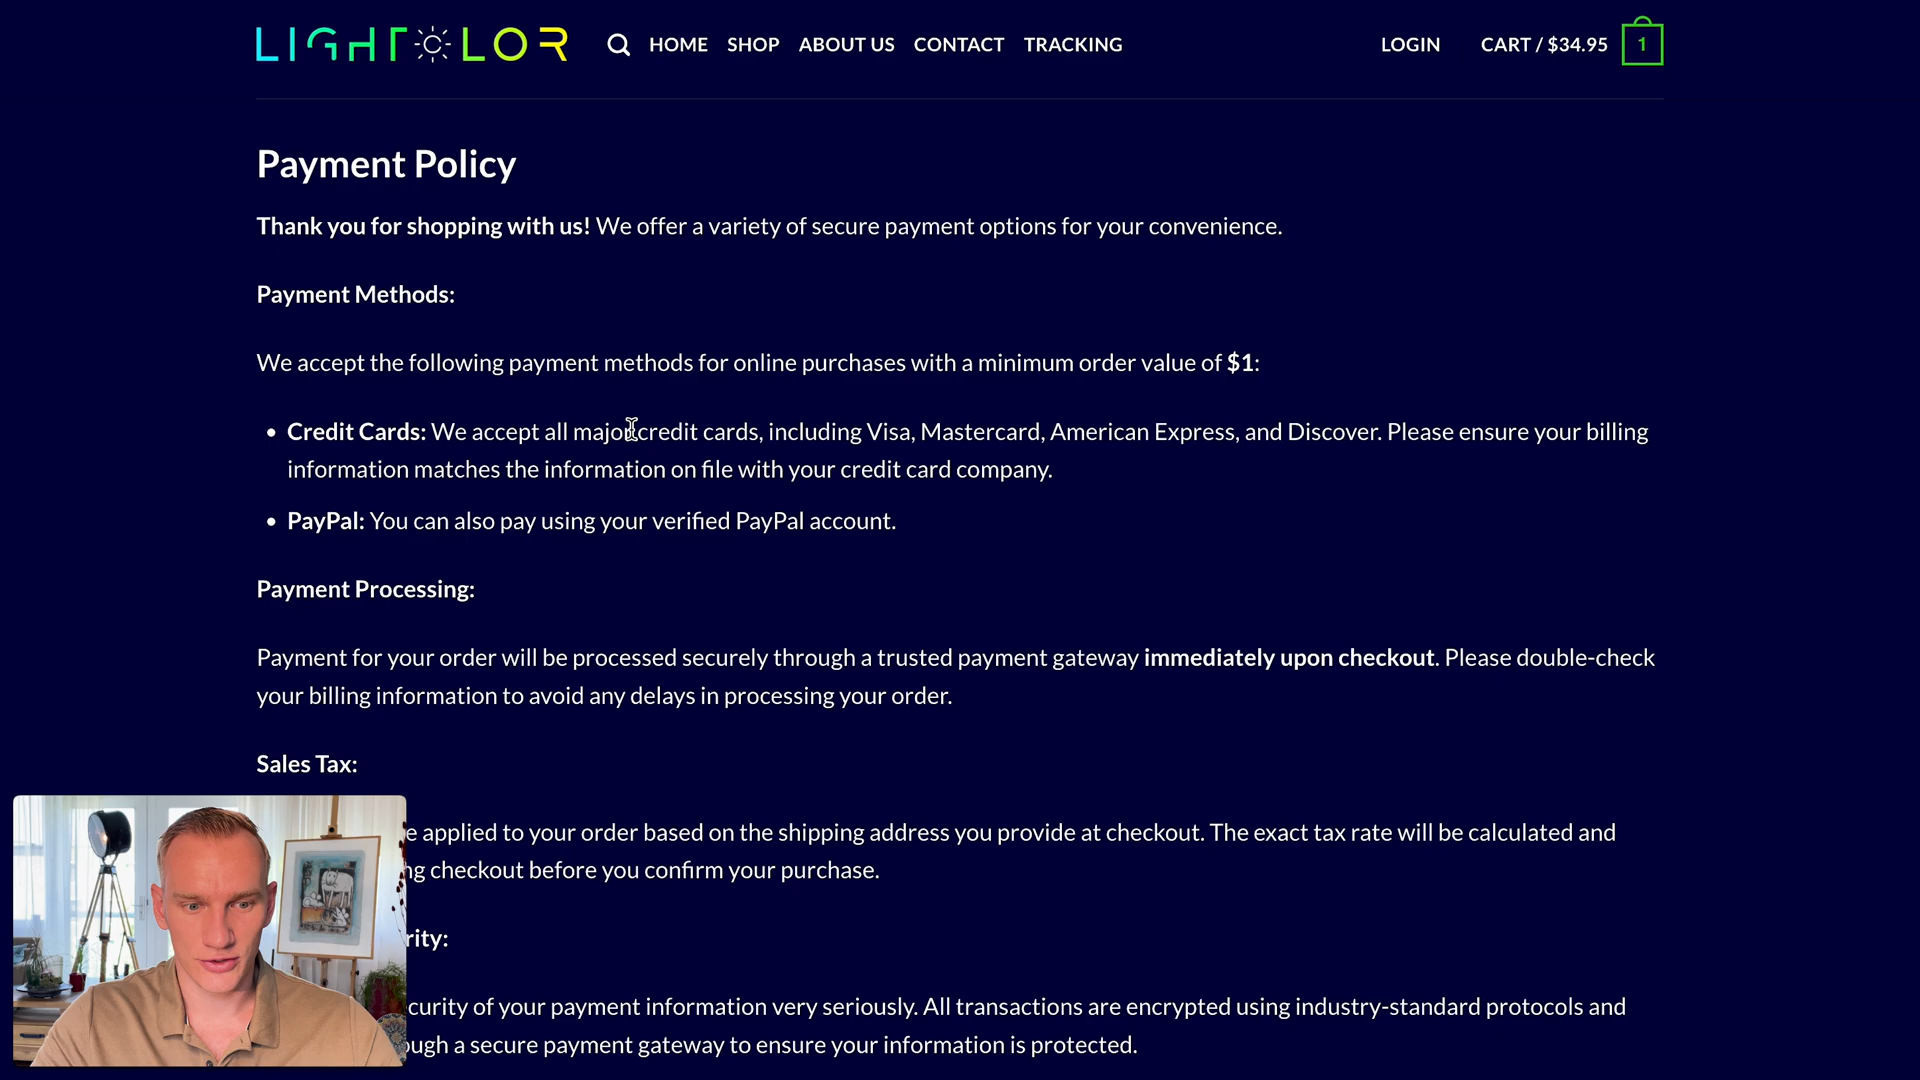 LIGHTCOLOR HOME SHOP ABOUT US CONTACT TRACKING LOGIN CART / $34.95 1
Payment Policy
Thank you for shopping with us! We offer a variety of secure payment options for your convenience.
Payment Methods:
We accept the following payment methods for online purchases with a minimum order value of $1:
• Credit Cards: We accept all major credit cards, including Visa, Mastercard, American Express, and Discover. Please ensure your billing
information matches the information on file with your credit card company.
• PayPal: You can also pay using your verified PayPal account.
Payment Processing:
Payment for your order will be processed securely through a trusted payment gateway immediately upon checkout. Please double-check
your billing information to avoid any delays in processing your order.
Sales Tax:
e applied to your order based on the shipping address you provide at checkout. The exact tax rate will be calculated and
ng checkout before you confirm your purchase.
rity:
curity of your payment information very seriously. All transactions are encrypted using industry-standard protocols and
ough a secure payment gateway to ensure your information is protected.